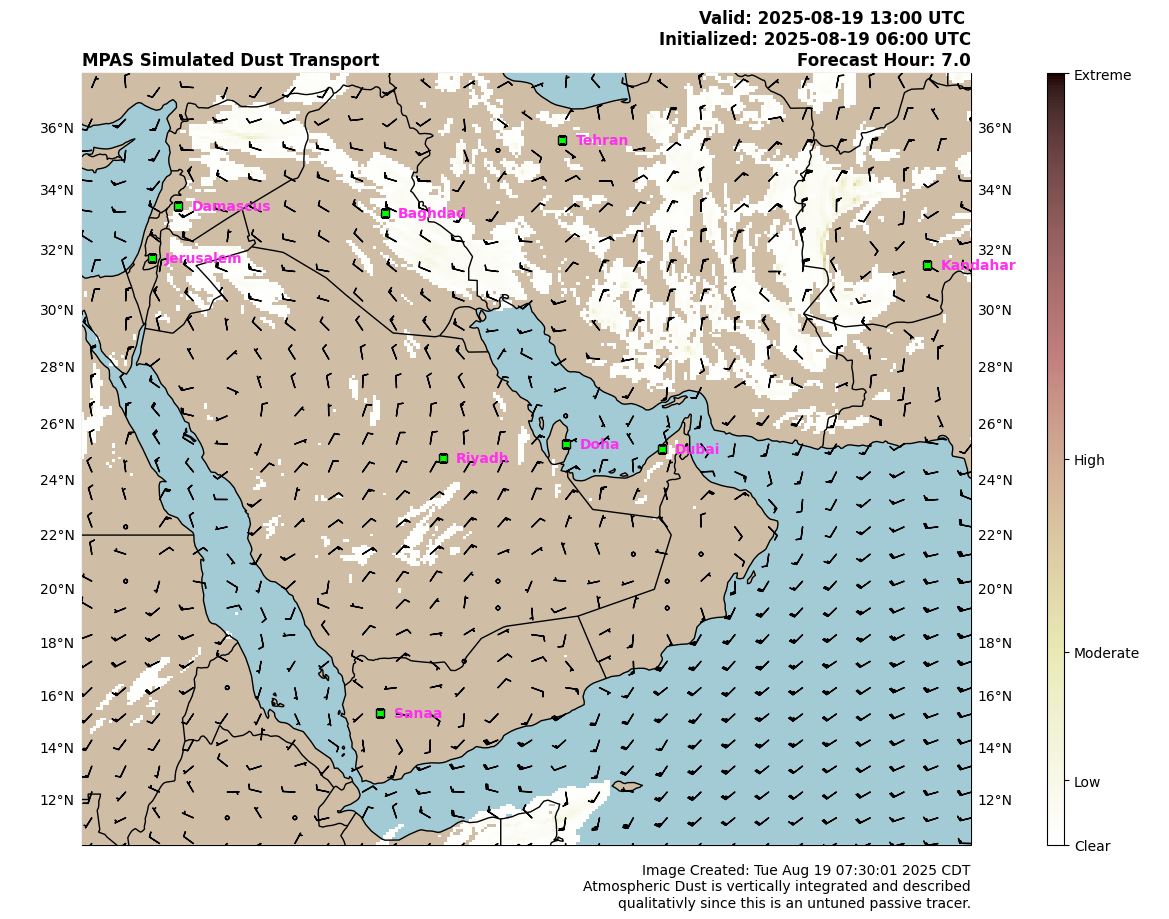 Valid: 2025-08-19 13:00 UTC
Initialized: 2025-08-19 06:00 UTC
MPAS Simulated Dust Transport
Forecast Hour: 7.0
Extreme
36°N
36°N
Tehran
34°N
34°N
Damascus
Baghdad
32°N
32°N
Jerusalem
Kandahar
30°N
30°N
28°N
28°N
26°N
26°N
Doha
Dubai
Riyadh
High
24°N
24°N
22°N
22°N
20°N
20°N
18°N
18°N
Moderate
16°N
16°N
Sanaa
14°N
14°N
Low
12°N
12°N
Clear
Image Created: Tue Aug 19 07:30:01 2025 CDT
Atmospheric Dust is vertically integrated and described
qualitativly since this is an untuned passive tracer.